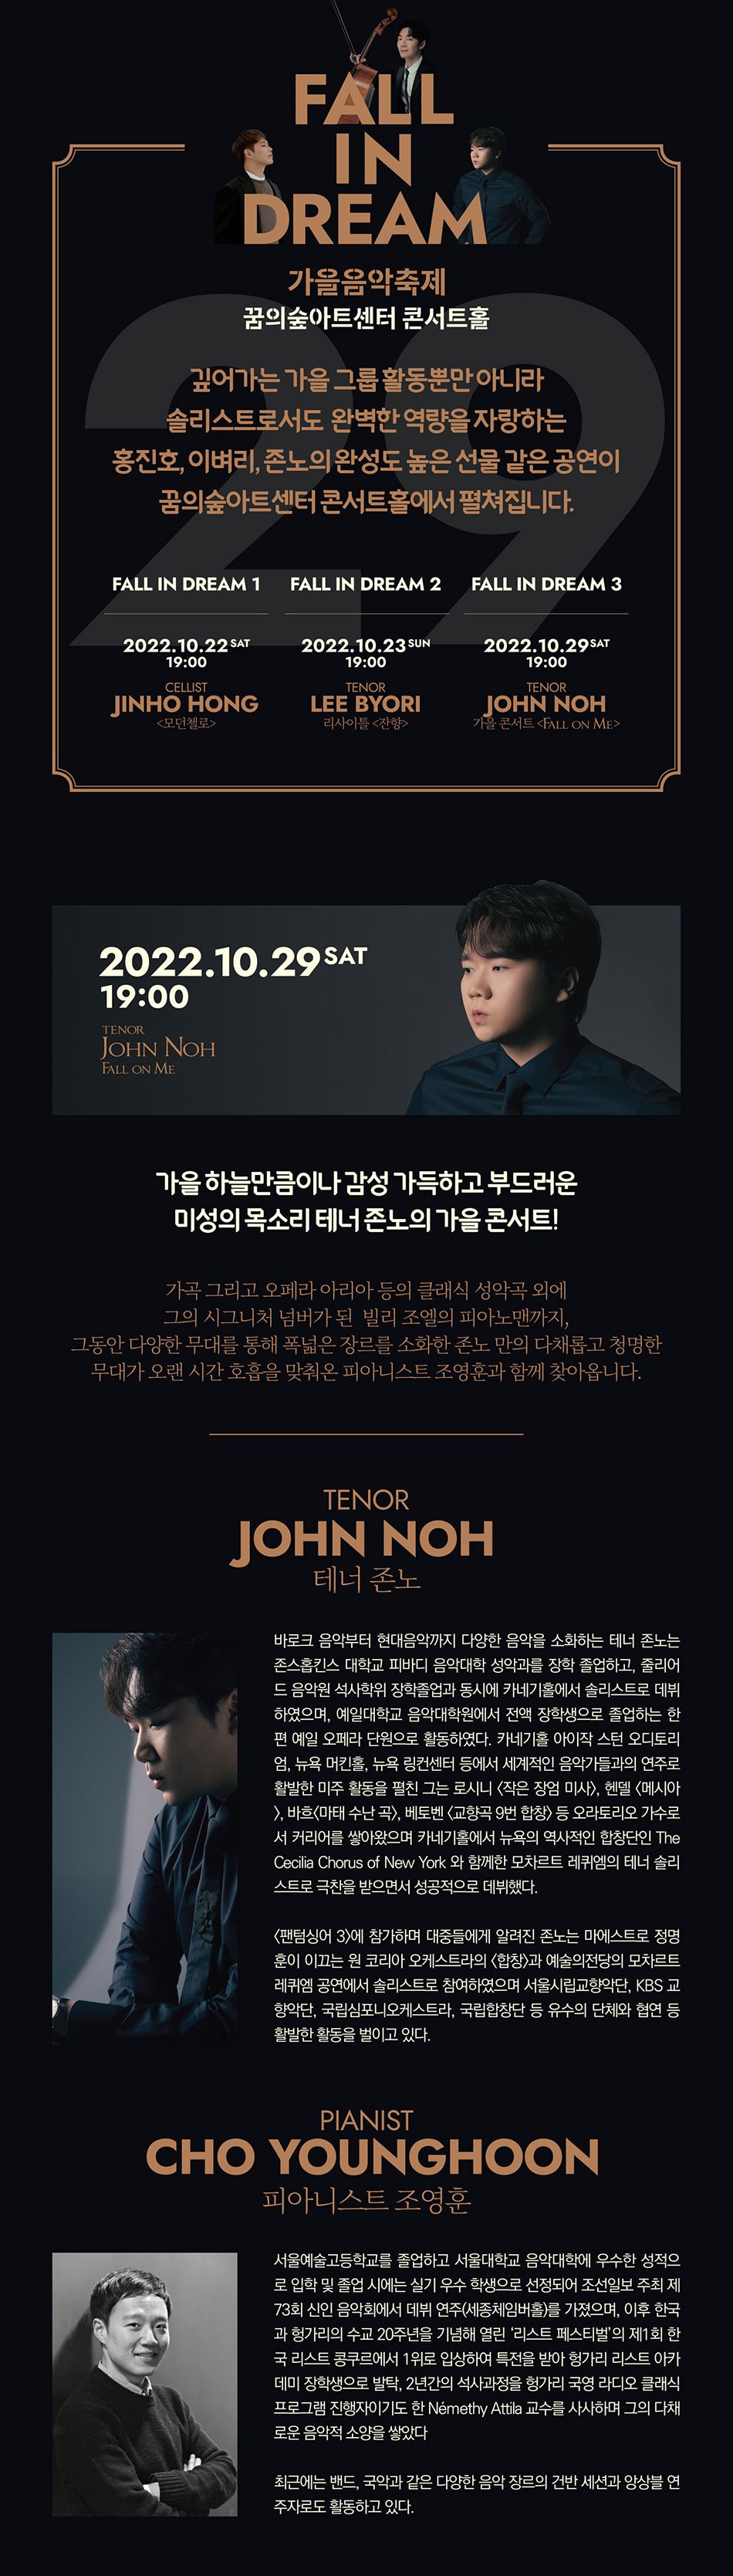 FALL
IN
DREAM
가을음악축제
꿈의숲아트센터 콘서트홀
29
깊어가는 가을 그룹 활동뿐만 아니라
솔리스트로서도 완벽한 역량을 자랑하는
홍진호, 이벼리, 존노의 완성도 높은 선물 같은 공연이
꿈의숲아트센터 콘서트홀에서 펼쳐집니다.
FALL IN DREAM 1
2022.10.22 SAT
19:00
CELLIST
JINHO HONG
<모던첼로>
FALL IN DREAM 2
2022.10.23 SUN
19:00
TENOR
LEE BYORI
리사이틀 <잔향>
FALL IN DREAM 3
2022.10.29 SAT
19:00
TENOR
JOHN NOH
가을 콘서트 <FALL ON ME>
2022.10.29 SAT
19:00
TENOR
JOHN NOH
FALL ON ME
가을 하늘만큼이나 감성 가득하고 부드러운
미성의 목소리 테너 존노의 가을 콘서트!
가곡 그리고 오페라 아리아 등의 클래식 성악곡 외에
그의 시그니처 넘버가 된 빌리 조엘의 피아노맨까지,
그동안 다양한 무대를 통해 폭넓은 장르를 소화한 존노 만의 다채롭고 청명한
무대가 오랜 시간 호흡을 맞춰온 피아니스트 조영훈과 함께 찾아옵니다.
TENOR
JOHN NOH
테너 존노
바로크 음악부터 현대음악까지 다양한 음악을 소화하는 테너 존노는
존스홉킨스 대학교 피바디 음악대학 성악과를 장학 졸업하고, 줄리어
드 음악원 석사학위 장학졸업과 동시에 카네기홀에서 솔리스트로 데뷔
하였으며, 예일대학교 음악대학원에서 전액 장학생으로 졸업하는 한
편 예일 오페라 단원으로 활동하였다. 카네기홀 아이작 스턴 오디토리
엄, 뉴욕 머킨홀, 뉴욕 링컨센터 등에서 세계적인 음악가들과의 연주로
활발한 미주 활동을 펼친 그는 로시니 〈작은 장엄 미사〉, 헨델 〈메시아
〉, 바흐〈마태 수난 곡〉, 베토벤 〈교향곡 9번 합창〉 등 오라토리오 가수로
서 커리어를 쌓아왔으며 카네기홀에서 뉴욕의 역사적인 합창단인 The
Cecilia Chorus of New York 와 함께한 모차르트 레퀴엠의 테너 솔리
스트로 극찬을 받으면서 성공적으로 데뷔했다.
〈팬텀싱어 3〉에 참가하며 대중들에게 알려진 존노는 마에스트로 정명
훈이 이끄는 원 코리아 오케스트라의 〈합창〉과 예술의전당의 모차르트
레퀴엠 공연에서 솔리스트로 참여하였으며 서울시립교향악단, KBS 교
향악단, 국립심포니오케스트라, 국립합창단 등 유수의 단체와 협연 등
활발한 활동을 벌이고 있다.
PIANIST
CHO YOUNGHOON
피아니스트 조영훈
서울예술고등학교를 졸업하고 서울대학교 음악대학에 우수한 성적으
로 입학 및 졸업 시에는 실기 우수 학생으로 선정되어 조선일보 주최 제
73회 신인 음악회에서 데뷔 연주(세종체임버홀)를 가졌으며, 이후 한국
과 헝가리의 수교 20주년을 기념해 열린 '리스트 페스티벌'의 제1회 한
국 리스트 콩쿠르에서 1위로 입상하여 특전을 받아 헝가리 리스트 아카
데미 장학생으로 발탁, 2년간의 석사과정을 헝가리 국영 라디오 클래식
프로그램 진행자이기도 한 Némethy Attila 교수를 사사하며 그의 다채
로운 음악적 소양을 쌓았다
최근에는 밴드, 국악과 같은 다양한 음악 장르의 건반 세션과 앙상블 연
주자로도 활동하고 있다.